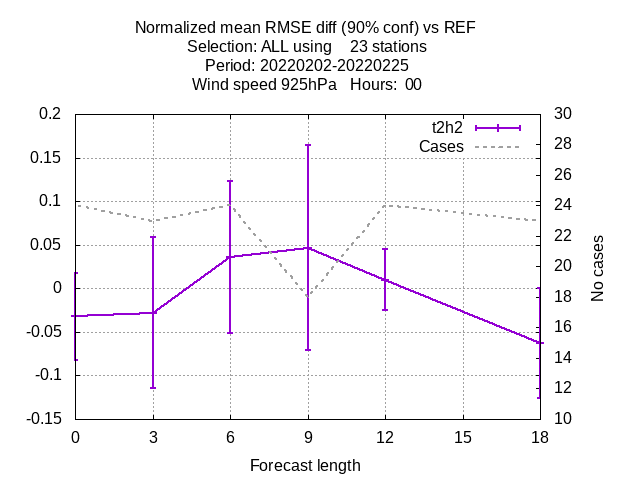 Normalized mean RMSE diff (90% conf) vs REF
Selection: ALL using    23 stations
Period: 20220202-20220225
Wind speed 925hPa   Hours:  00
t2h2
Cases
0.2
0.15
0.1
0.05
0
-0.05
-0.1
-0.15
30
28
26
24
22
20
18
16
14
12
10
No cases
0 3 6 9 12 15 18
Forecast length